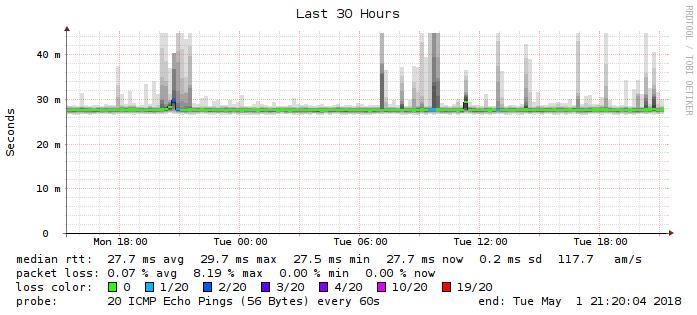 Last 30 Hours
RRDTOOL / TOBI OETIKER
Seconds
40 m
30 m
20 m
10 m
0
Mon 18:00 Tue 00:00 Tue 06:00 Tue 12:00 Tue 18:00
median rtt: 27.7 ms avg 29.7 ms max 27.5 ms min 27.7 ms now 0.2 ms sd 117.7 am/s
packet loss: 0.07 % avg 8.19 % max 0.00 % min 0.00 % now
loss color: 0 1/20 2/20 3/20 4/20 10/20 19/20
probe: 20 ICMP Echo Pings (56 Bytes) every 60s end: Tue May 1 21:20:04 2018